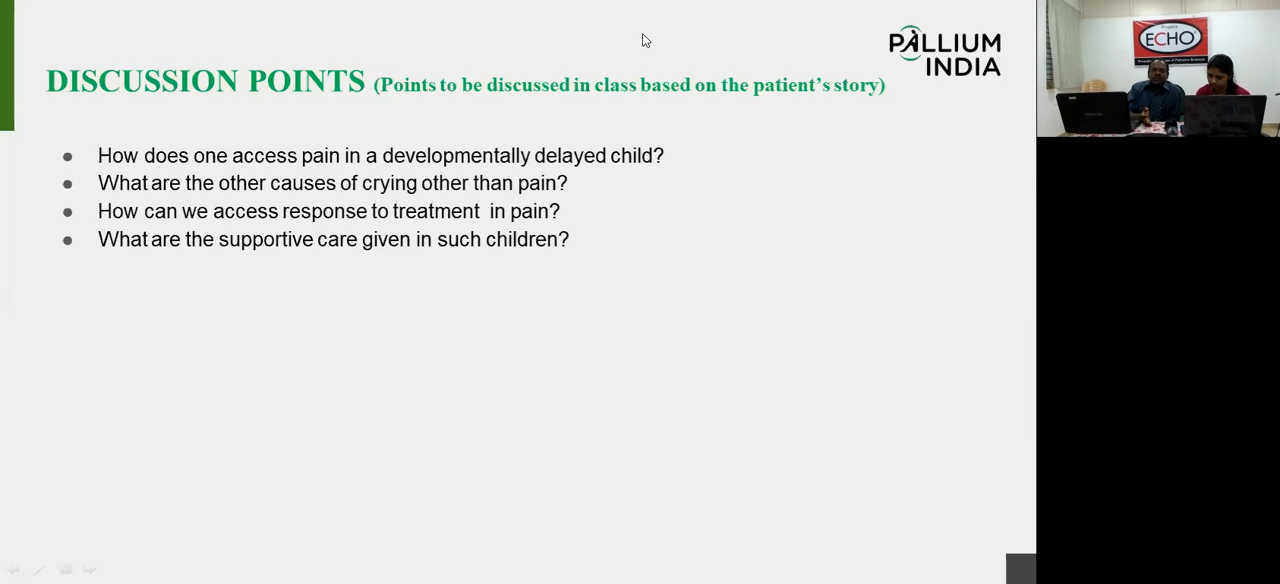 PALLIUM
INDIA
DISCUSSION POINTS (Points to be discussed in class based on the patient's story)
● How does one access pain in a developmentally delayed child?
● What are the other causes of crying other than pain?
● How can we access response to treatment in pain?
● What are the supportive care given in such children?
Project
ECHO